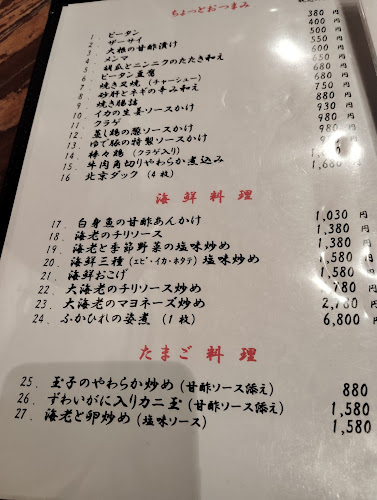 ちょっとおつまみ
1. ピータン 380 円
2. ザーサイ 400 円
3. 大根の甘酢漬け 500 円
4. メンマ 550 円
5. 胡瓜とニンニクのたたき和え 600 円
6. ピータン豆腐 円
7. 焼き叉焼 (チャーシュー) 680 円
8. 砂肝とネギの辛み和え 円
9. 焼き腸詰 円
10 イカの生姜ソースかけ 880 円
11 クラゲ 930 円
12 蒸し鶏の葱ソースかけ 980 円
13. ゆで豚の特製ソースかけ 円
14. 棒々鶏 (クラゲ入り) 円
15. 牛肉角切りやわらか煮込み 円
16 北京ダック (4枚) 1,680 円
海鮮料理
17. 白身魚の甘酢あんかけ 1,030 円
18. 海老のチリソース 1,380 円
19. 海老と季節野菜の塩味炒め 1,380 円
20. 海鮮三種 (エビ・イカ・ホタテ) 塩味炒め 1,580 円
21. 海鮮おこげ 1,580 円
22. 大海老のチリソース炒め 円
23. 大海老のマヨネーズ炒め 2,780 円
24. ふかひれの姿煮 (1枚) 6,800 円
たまご料理
25. 玉子のやわらか炒め (甘酢ソース添え) 880
26. ずわいがに入りカニ玉 (甘酢ソース添え) 1,580
27. 海老と卵炒め (塩味ソース) 1,580